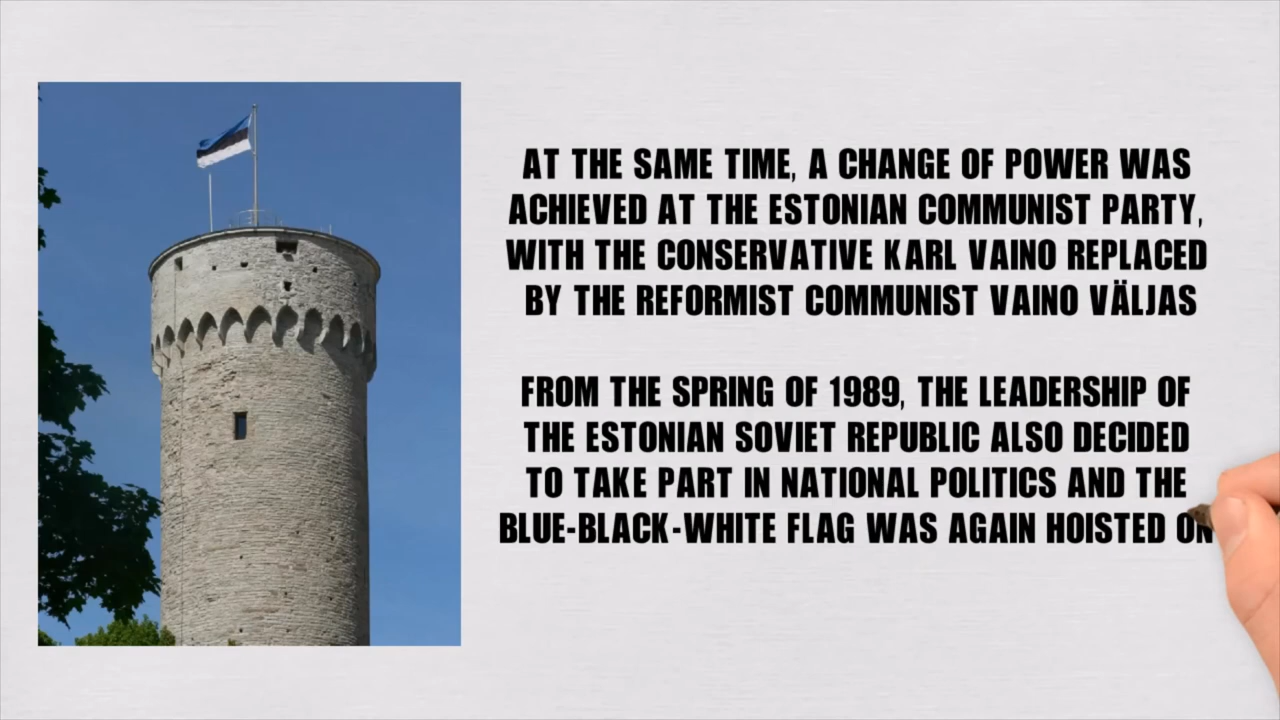 AT THE SAME TIME, A CHANGE OF POWER WAS
ACHIEVED AT THE ESTONIAN COMMUNIST PARTY,
WITH THE CONSERVATIVE KARL VAINO REPLACED
BY THE REFORMIST COMMUNIST VAINO VÄLJAS
FROM THE SPRING OF 1989, THE LEADERSHIP OF
THE ESTONIAN SOVIET REPUBLIC ALSO DECIDED
TO TAKE PART IN NATIONAL POLITICS AND THE
BLUE-BLACK-WHITE FLAG WAS AGAIN HOISTED ON